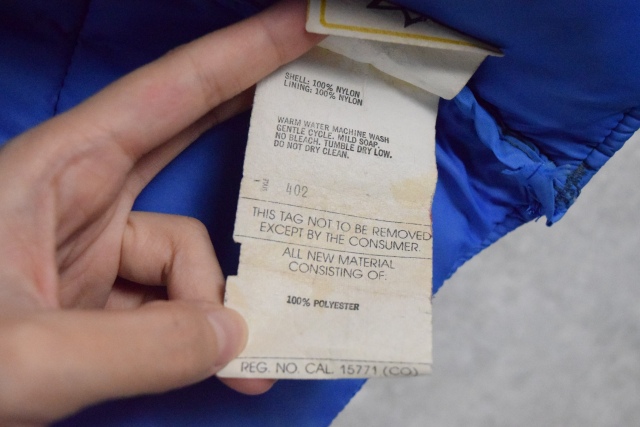 SHELL: 100% NYLON
LINING: 100% NYLON
WARM WATER MACHINE WASH
GENTLE CYCLE. MILD SOAP.
NO BLEACH. TUMBLE DRY LOW.
DO NOT DRY CLEAN.
402
THIS TAG NOT TO BE REMOVED
EXCEPT BY THE CONSUMER.
ALL NEW MATERIAL
CONSISTING OF:
100% POLYESTER
REG. NO. CAL. 15771 (CO)